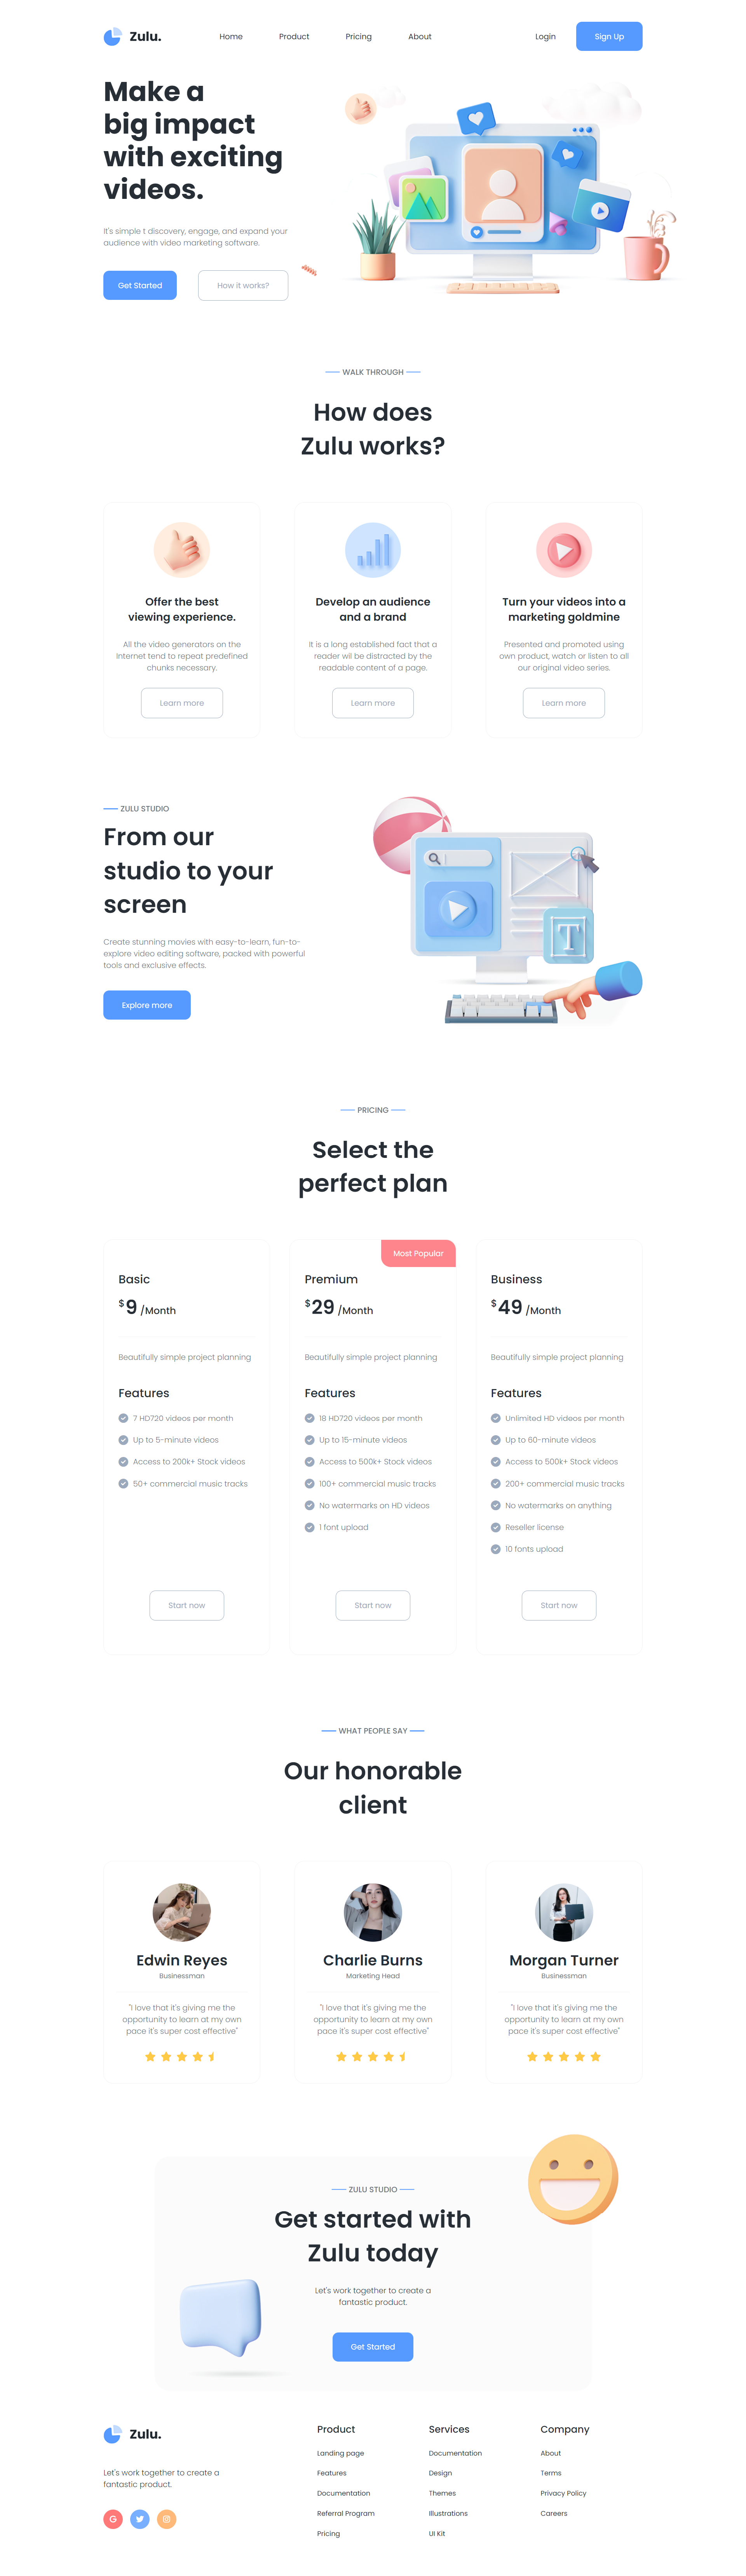 Zulu.
Home
Product
Pricing
About
Login
Sign Up
Make a
big impact
with exciting
videos.
It's simple t discovery, engage, and expand your
audience with video marketing software.
Get Started
How it works?
WALK THROUGH
How does
Zulu works?
Offer the best
viewing experience.
All the video generators on the
Internet tend to repeat predefined
chunks necessary.
Learn more
Develop an audience
and a brand
It is a long established fact that a
reader wil be distracted by the
readable content of a page.
Learn more
Turn your videos into a
marketing goldmine
Presented and promoted using
own product, watch or listen to all
our original video series.
Learn more
ZULU STUDIO
From our
studio to your
screen
Create stunning movies with easy-to-learn, fun-to-
explore video editing software, packed with powerful
tools and exclusive effects.
Explore more
T
PRICING
Select the
perfect plan
Basic
$9 /Month
Beautifully simple project planning
Features
7 HD720 videos per month
Up to 5-minute videos
Access to 200k+ Stock videos
50+ commercial music tracks
Start now
Most Popular
Premium
$29 /Month
Beautifully simple project planning
Features
18 HD720 videos per month
Up to 15-minute videos
Access to 500k+ Stock videos
100+ commercial music tracks
No watermarks on HD videos
1 font upload
Start now
Business
$49 /Month
Beautifully simple project planning
Features
Unlimited HD videos per month
Up to 60-minute videos
Access to 500k+ Stock videos
200+ commercial music tracks
No watermarks on anything
Reseller license
10 fonts upload
Start now
WHAT PEOPLE SAY
Our honorable
client
Edwin Reyes
Businessman
"I love that it's giving me the
opportunity to learn at my own
pace it's super cost effective"
Charlie Burns
Marketing Head
"I love that it's giving me the
opportunity to learn at my own
pace it's super cost effective"
Morgan Turner
Businessman
"I love that it's giving me the
opportunity to learn at my own
pace it's super cost effective"
ZULU STUDIO
Get started with
Zulu today
Let's work together to create a
fantastic product.
Get Started
Zulu.
Let's work together to create a
fantastic product.
G
Product
Landing page
Features
Documentation
Referral Program
Pricing
Services
Documentation
Design
Themes
Illustrations
UI Kit
Company
About
Terms
Privacy Policy
Careers